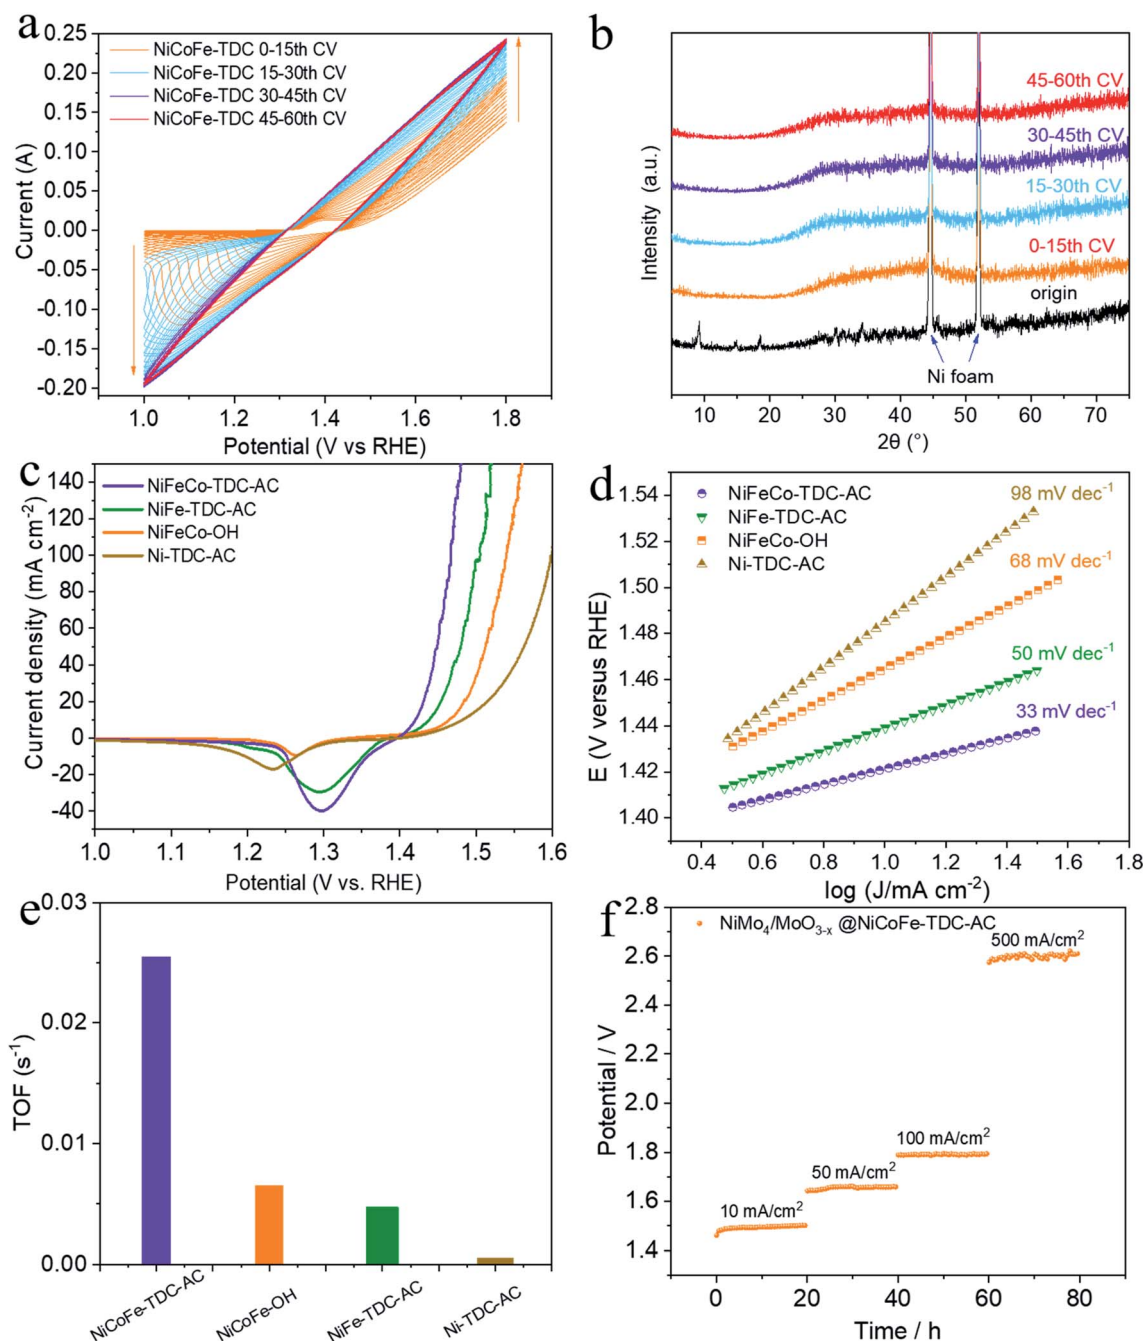 a
0.25
0.20
0.15
0.10
0.05
0.00
-0.05
-0.10
-0.15
-0.20
Current (A)
NiCoFe-TDC 0-15th CV
NiCoFe-TDC 15-30th CV
NiCoFe-TDC 30-45th CV
NiCoFe-TDC 45-60th CV
1.0 1.2 1.4 1.6 1.8
Potential (V vs RHE)
b
Intensity (a.u.)
45-60th CV
30-45th CV
15-30th CV
0-15th CV
origin
Ni foam
10 20 30 40 50 60 70
2θ (°)
c
140
120
100
80
60
40
20
0
-20
-40
Current density (mA cm⁻²)
NiFeCo-TDC-AC
NiFe-TDC-AC
NiFeCo-OH
Ni-TDC-AC
1.0 1.1 1.2 1.3 1.4 1.5 1.6
Potential (V vs. RHE)
d
1.54
1.52
1.50
1.48
1.46
1.44
1.42
1.40
E (V versus RHE)
NiFeCo-TDC-AC
NiFe-TDC-AC
NiFeCo-OH
Ni-TDC-AC
98 mV dec⁻¹
68 mV dec⁻¹
50 mV dec⁻¹
33 mV dec⁻¹
0.4 0.6 0.8 1.0 1.2 1.4 1.6 1.8
log (J/mA cm⁻²)
e
0.03
0.02
0.01
0.00
TOF (s⁻¹)
NiCoFe-TDC-AC
NiCoFe-OH
NiFe-TDC-AC
Ni-TDC-AC
f
2.8
2.6
2.4
2.2
2.0
1.8
1.6
1.4
Potential / V
NiMo₄/MoO₃₋ₓ @NiCoFe-TDC-AC
500 mA/cm²
100 mA/cm²
50 mA/cm²
10 mA/cm²
0 20 40 60 80
Time / h